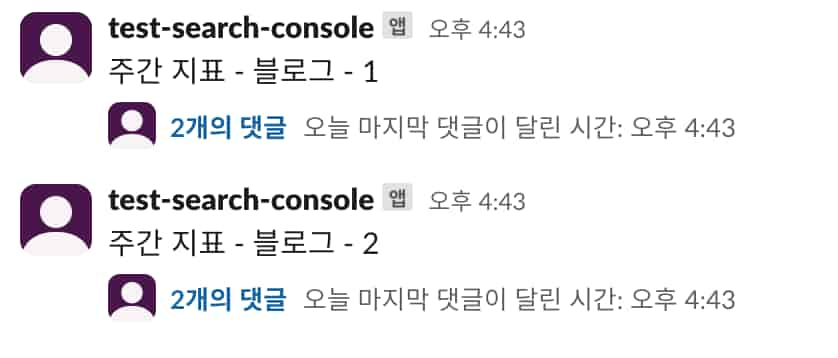 test-search-console 앱 오후 4:43
주간 지표 - 블로그 - 1
2개의 댓글 오늘 마지막 댓글이 달린 시간: 오후 4:43
test-search-console 앱 오후 4:43
주간 지표 - 블로그 - 2
2개의 댓글 오늘 마지막 댓글이 달린 시간: 오후 4:43